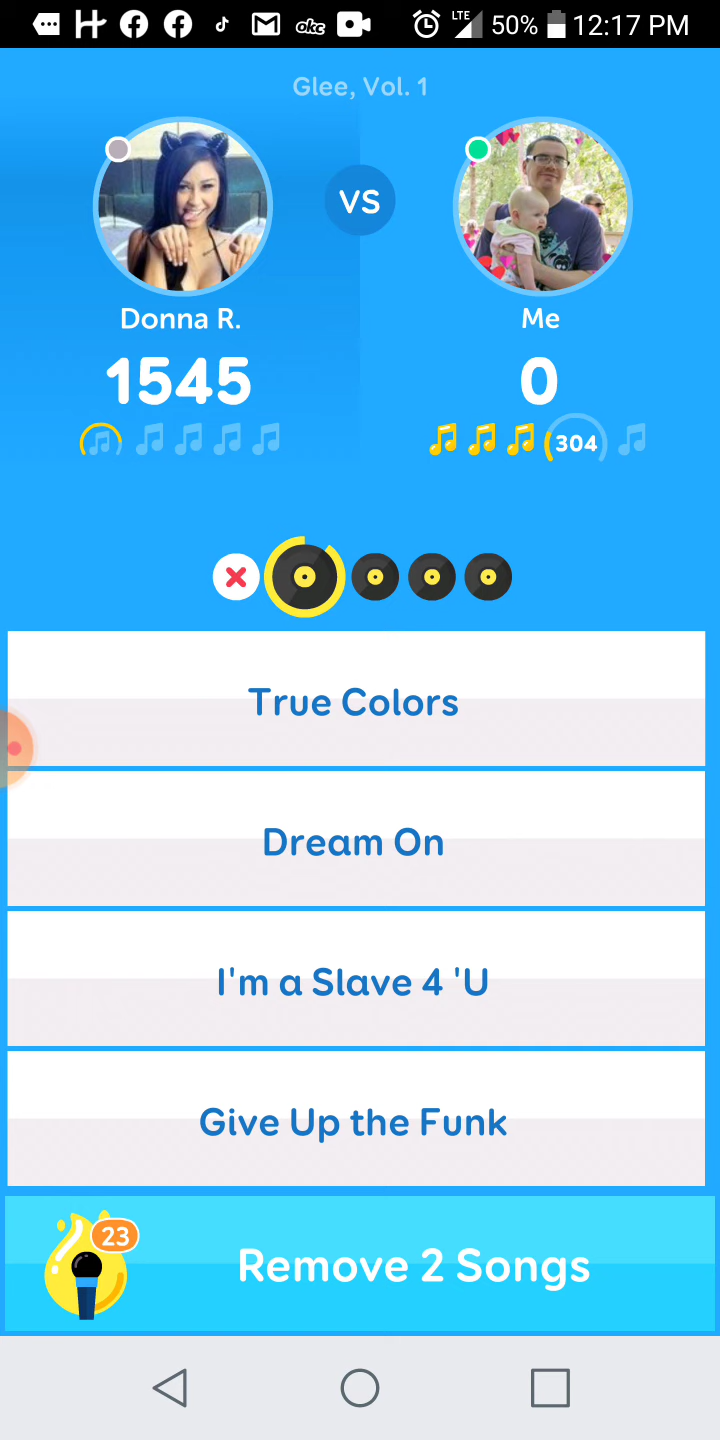 okc LTE 50% 12:17 PM
Glee, Vol. 1
VS
Donna R. Me
1545 0
304
True Colors
Dream On
I'm a Slave 4 'U
Give Up the Funk
23
Remove 2 Songs